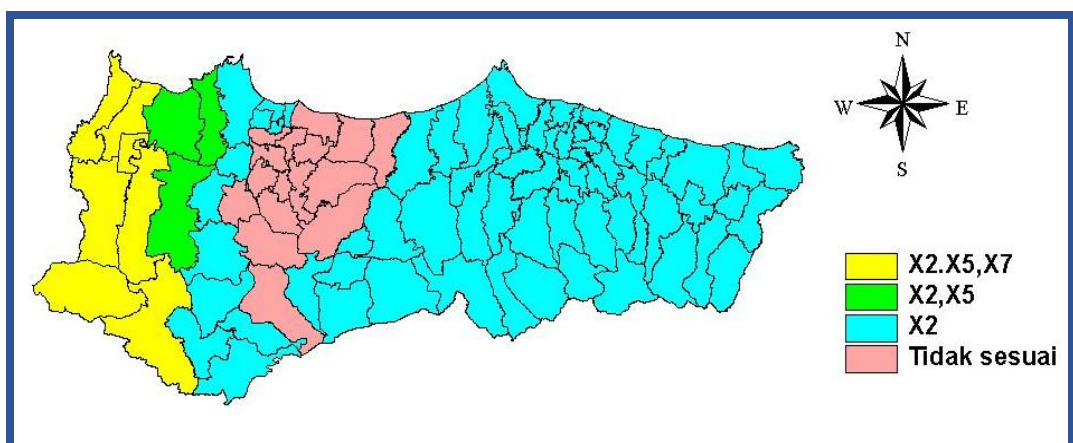 N
W E
S
X2.X5,X7
X2,X5
X2
Tidak sesuai